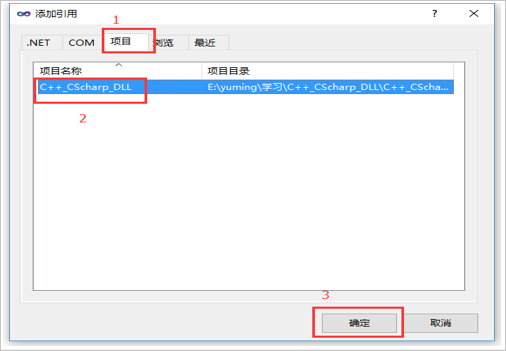 添加引用
?
1
.NET COM 项目 浏览 最近
项目名称 项目目录
C++_CScharp_DLL E:\yuming\学习\C++_CScharp_DLL\C++_CScha...
2
3
确定 取消